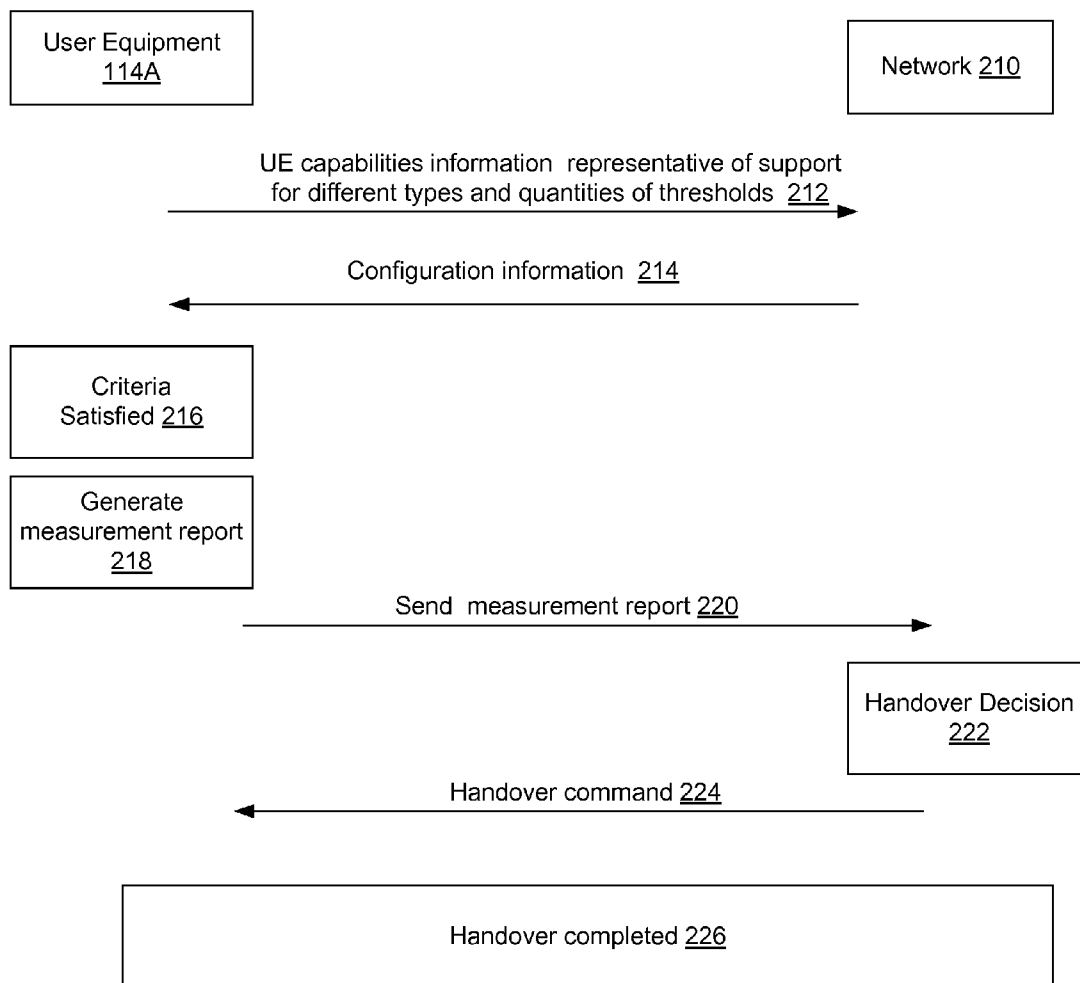 User Equipment
114A
Network 210
UE capabilities information representative of support
for different types and quantities of thresholds 212
Configuration information 214
Criteria
Satisfied 216
Generate
measurement report
218
Send measurement report 220
Handover Decision
222
Handover command 224
Handover completed 226